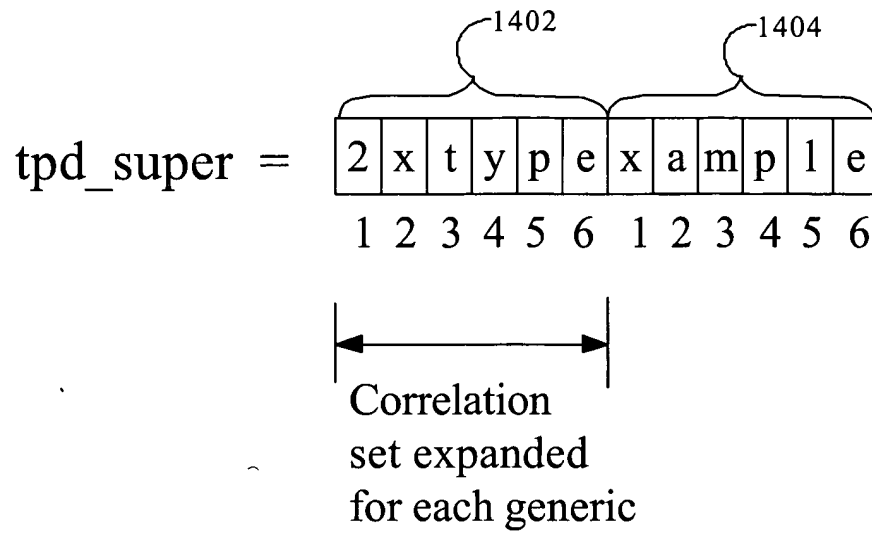 1402 1404
tpd_super = 2 x t y p e x a m p l e
1 2 3 4 5 6 1 2 3 4 5 6
Correlation
set expanded
for each generic